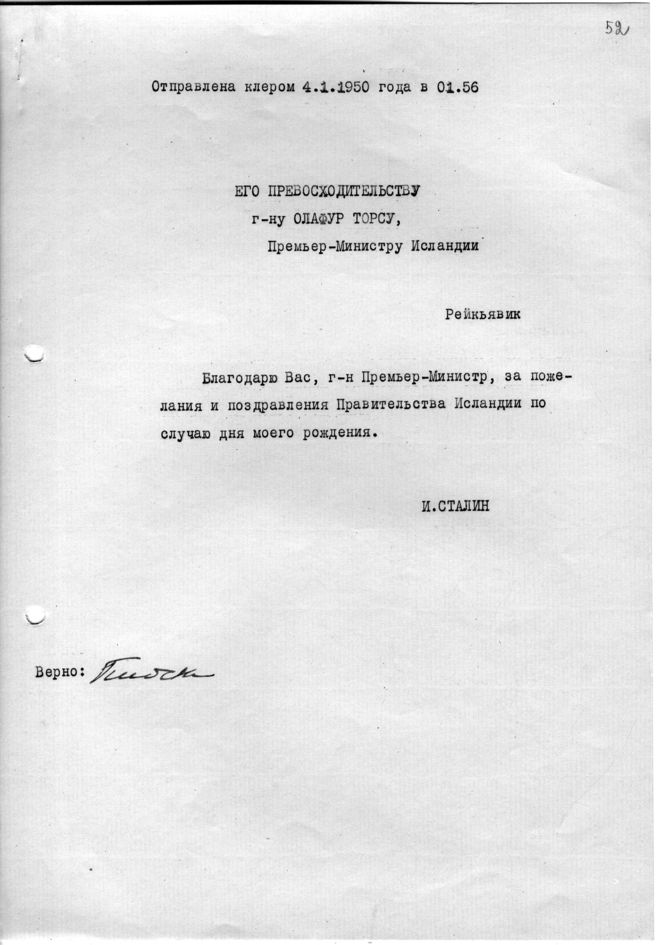 52
Отправлена клером 4.1.1950 года в 01.56
ЕГО ПРЕВОСХОДИТЕЛЬСТВУ
г-ну ОЛАФУР ТОРСУ,
Премьер-Министру Исландии
Рейкьявик
Благодарю Вас, г-н Премьер-Министр, за поже-
лания и поздравления Правительства Исландии по
случаю дня моего рождения.
И.СТАЛИН
Верно: